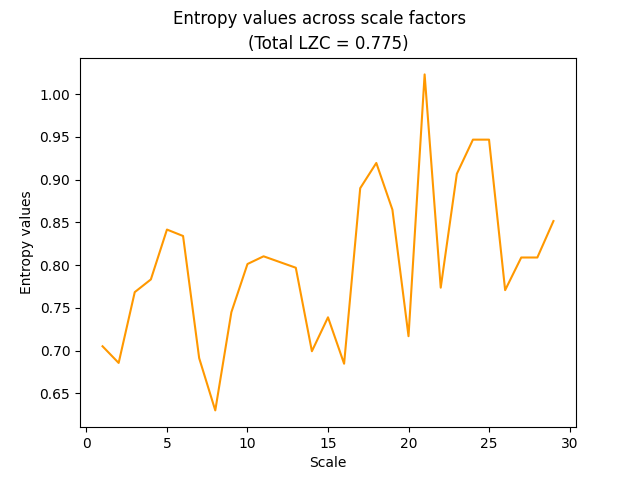 Entropy values across scale factors
(Total LZC = 0.775)
1.00
0.95
0.90
0.85
0.80
0.75
0.70
0.65
Entropy values
0 5 10 15 20 25 30
Scale